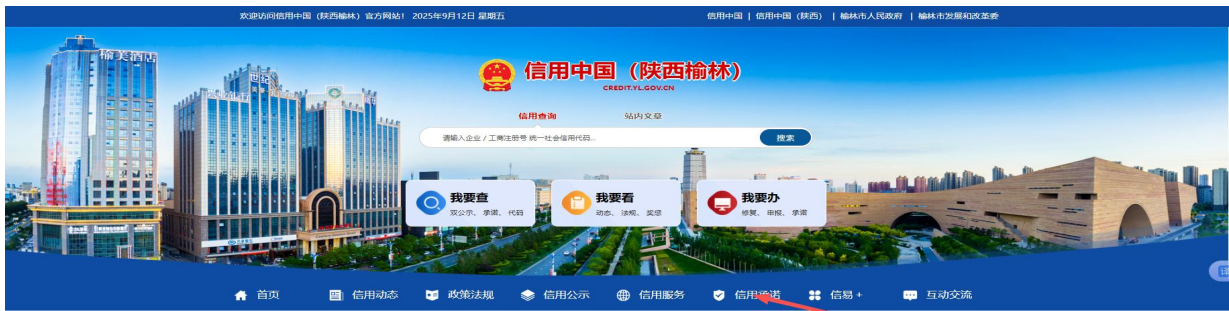 欢迎访问信用中国（陕西榆林）官方网站！ 2025年9月12日 星期五
信用中国 | 信用中国（陕西） | 榆林市人民政府 | 榆林市发展和改革委
榆美酒店
世纪
信用中国（陕西榆林）
CREDIT.YL.GOV.CN
信用查询 站内文章
请输入企业 / 工商注册号 统一社会信用代码... 搜索
我要查
双公示、承诺、代码
我要看
动态、法规、奖惩
我要办
修复、申报、承诺
首页 信用动态 政策法规 信用公示 信用服务 信用承诺 信易+ 互动交流